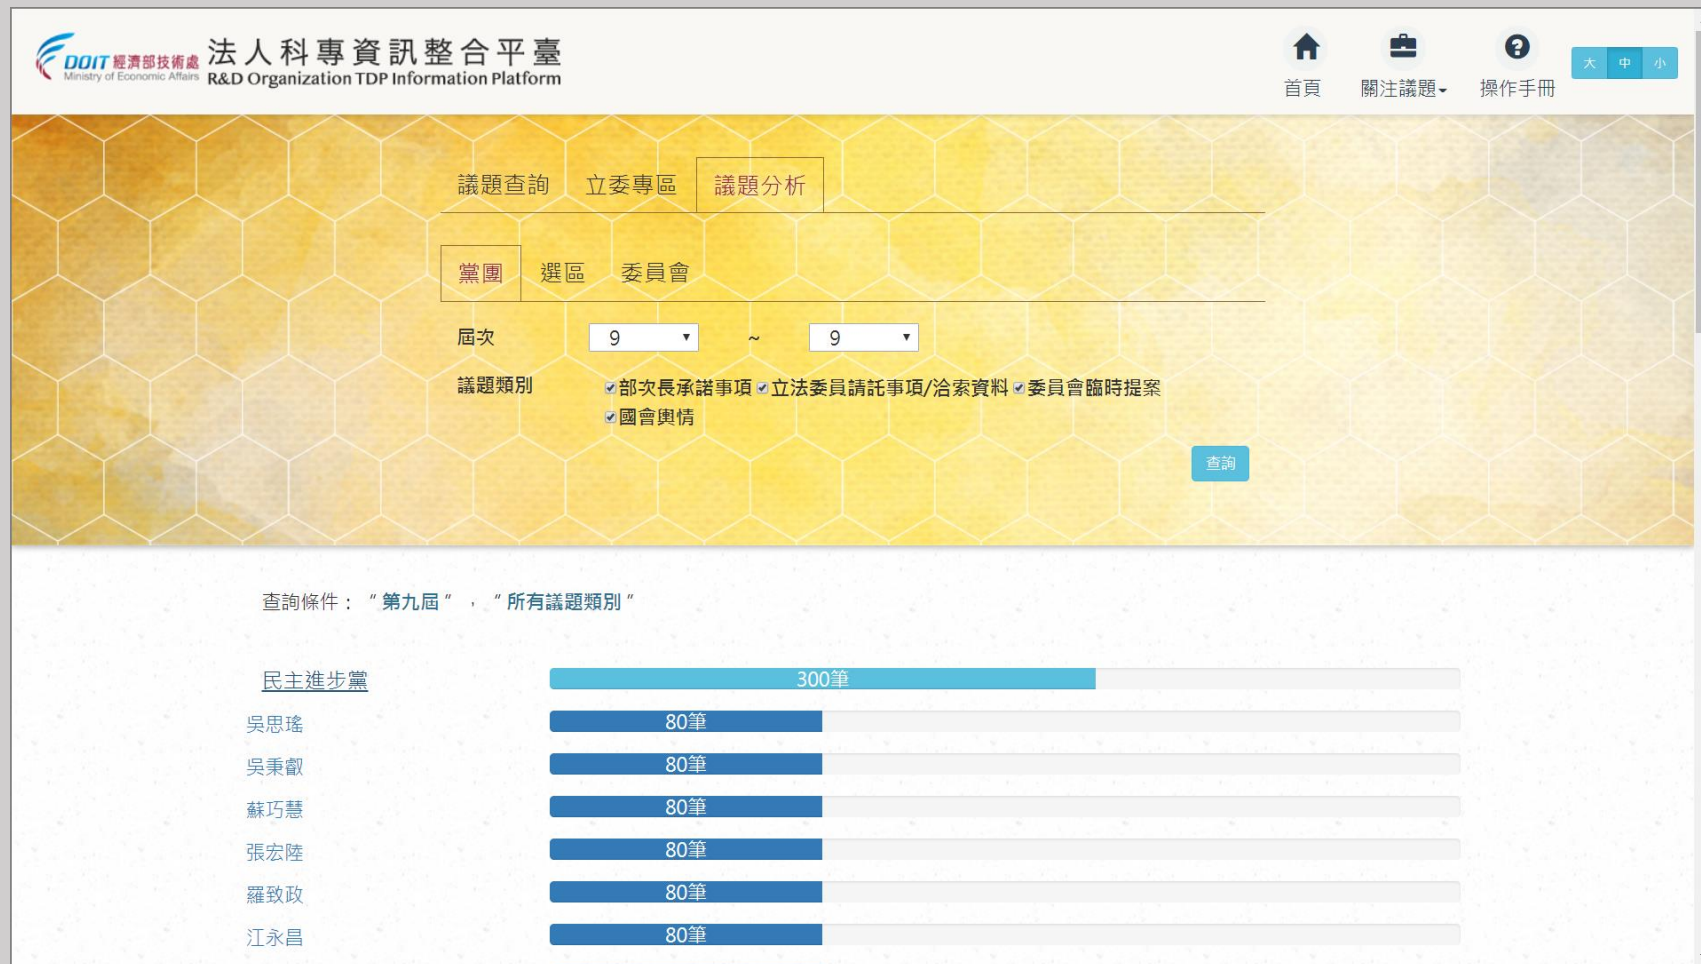 DOIT 經濟部技術處
Ministry of Economic Affairs
法人科專資訊整合平臺
R&D Organization TDP Information Platform
首頁
關注議題
操作手冊
大 中 小
議題查詢 立委專區 議題分析
黨團 選區 委員會
屆次 9 ~ 9
議題類別 部次長承諾事項 立法委員請託事項/洽索資料 委員會臨時提案
國會輿情
查詢
查詢條件："第九屆"，"所有議題類別"
民主進步黨 300筆
吳思瑤 80筆
吳秉叡 80筆
蘇巧慧 80筆
張宏陸 80筆
羅致政 80筆
江永昌 80筆